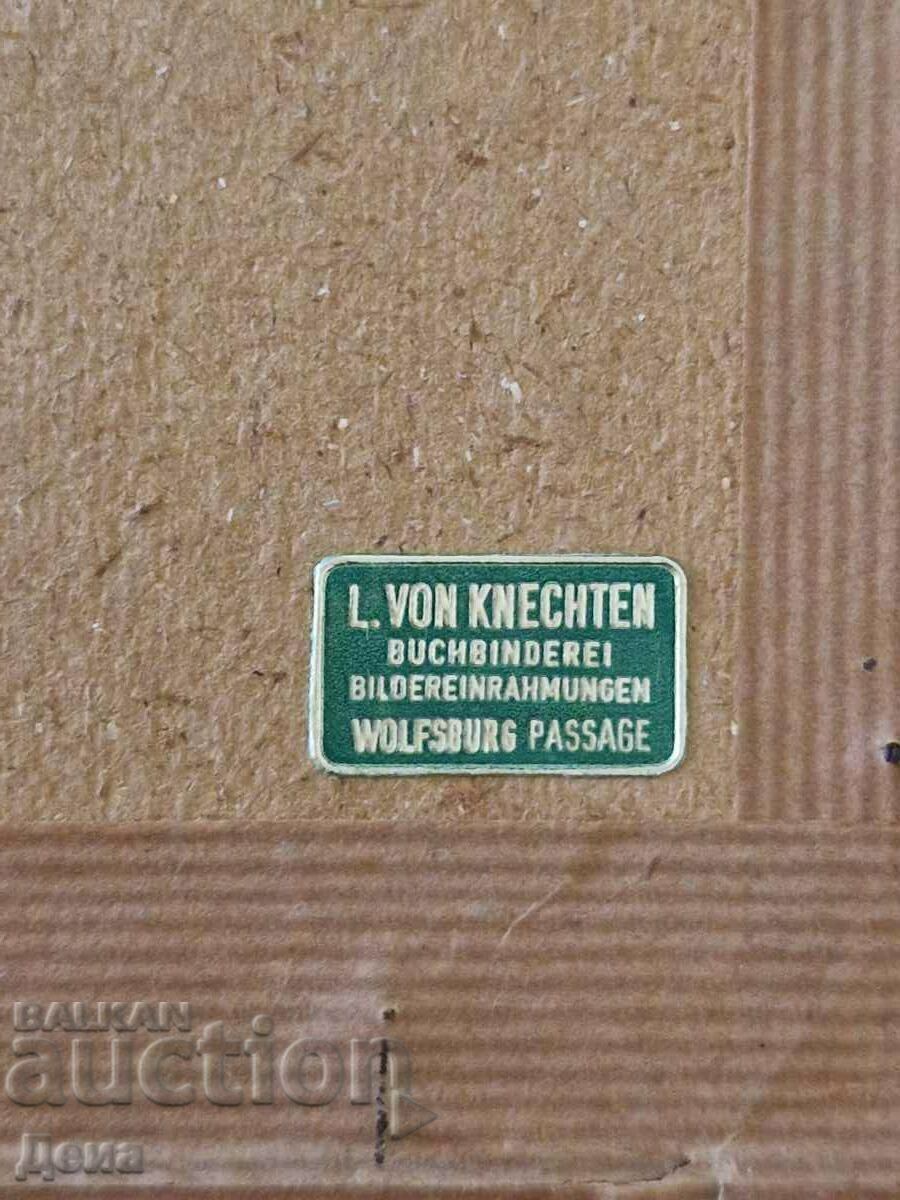 L. VON KNECHTEN
BUCHBINDEREI
BILDEREINRAHMUNGEN
WOLFSBURG PASSAGE
BALKAN
auction
Деиа